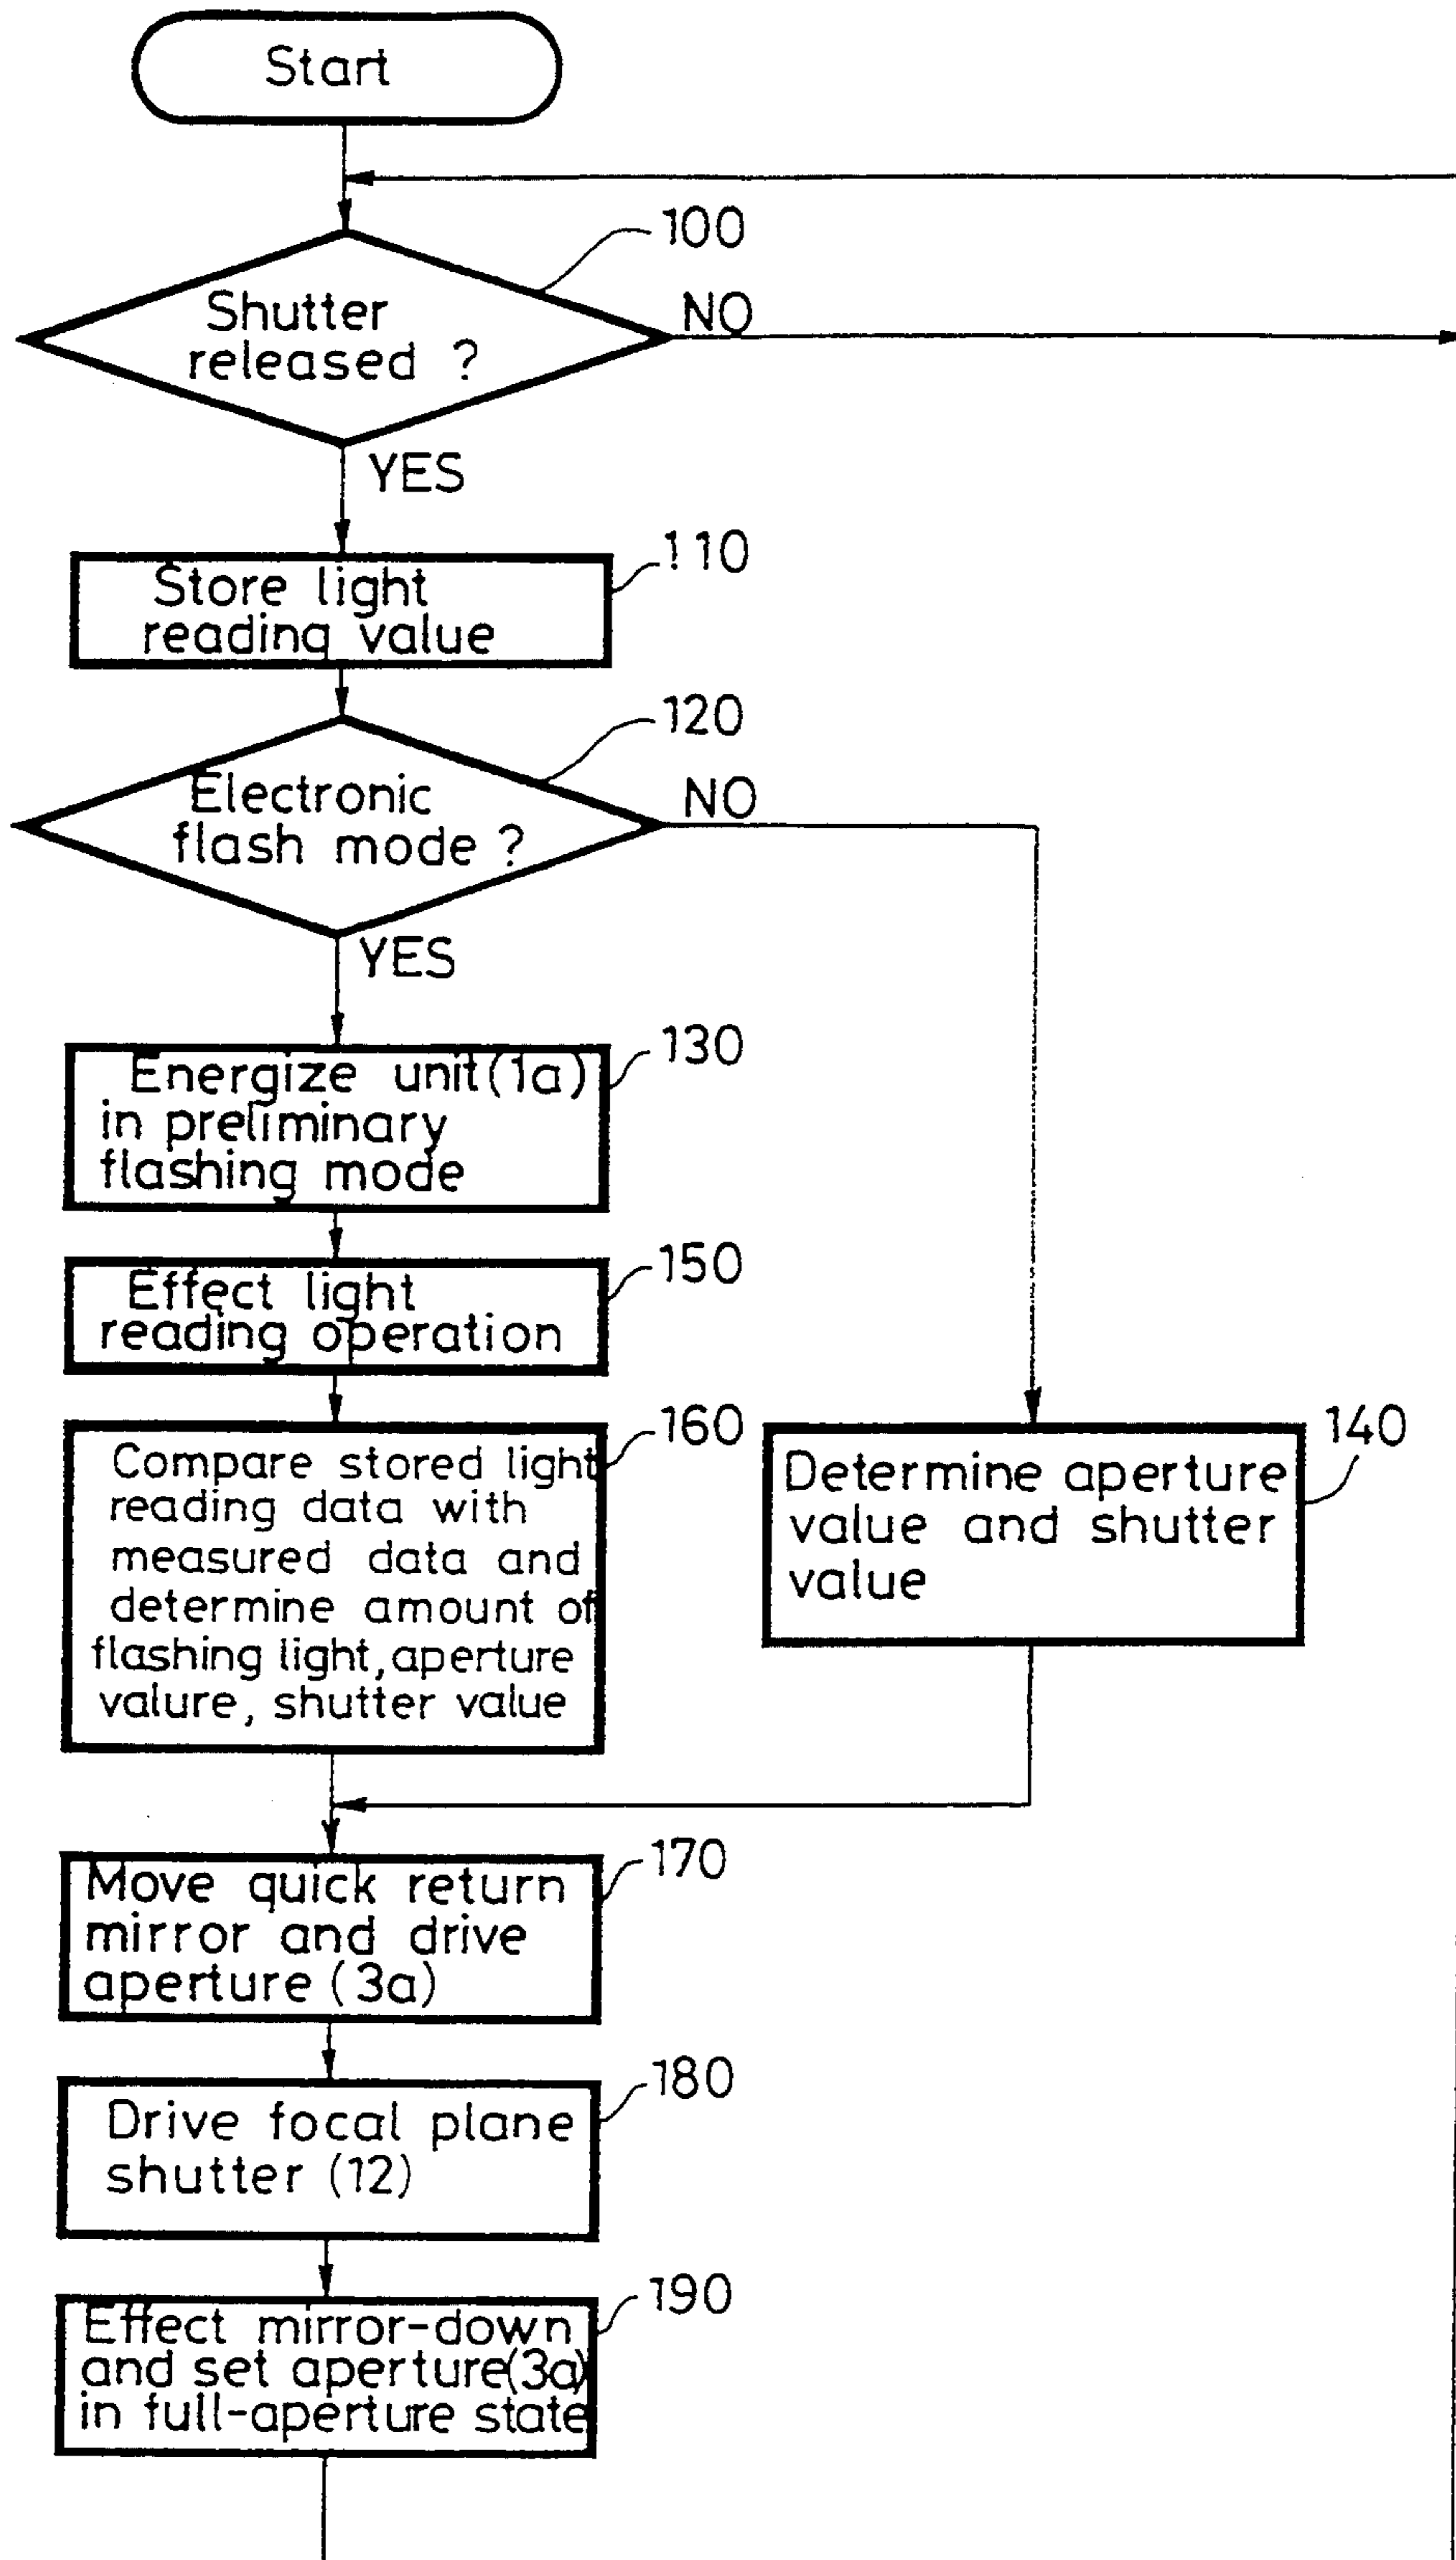 Start
100
Shutter
released ?
NO
YES
110
Store light
reading value
120
Electronic
flash mode ?
NO
YES
130
Energize unit (1a)
in preliminary
flashing mode
150
Effect light
reading operation
160
Compare stored light
reading data with
measured data and
determine amount of
flashing light, aperture
valure, shutter value
140
Determine aperture
value and shutter
value
170
Move quick return
mirror and drive
aperture (3a)
180
Drive focal plane
shutter (12)
190
Effect mirror-down
and set aperture(3a)
in full-aperture state